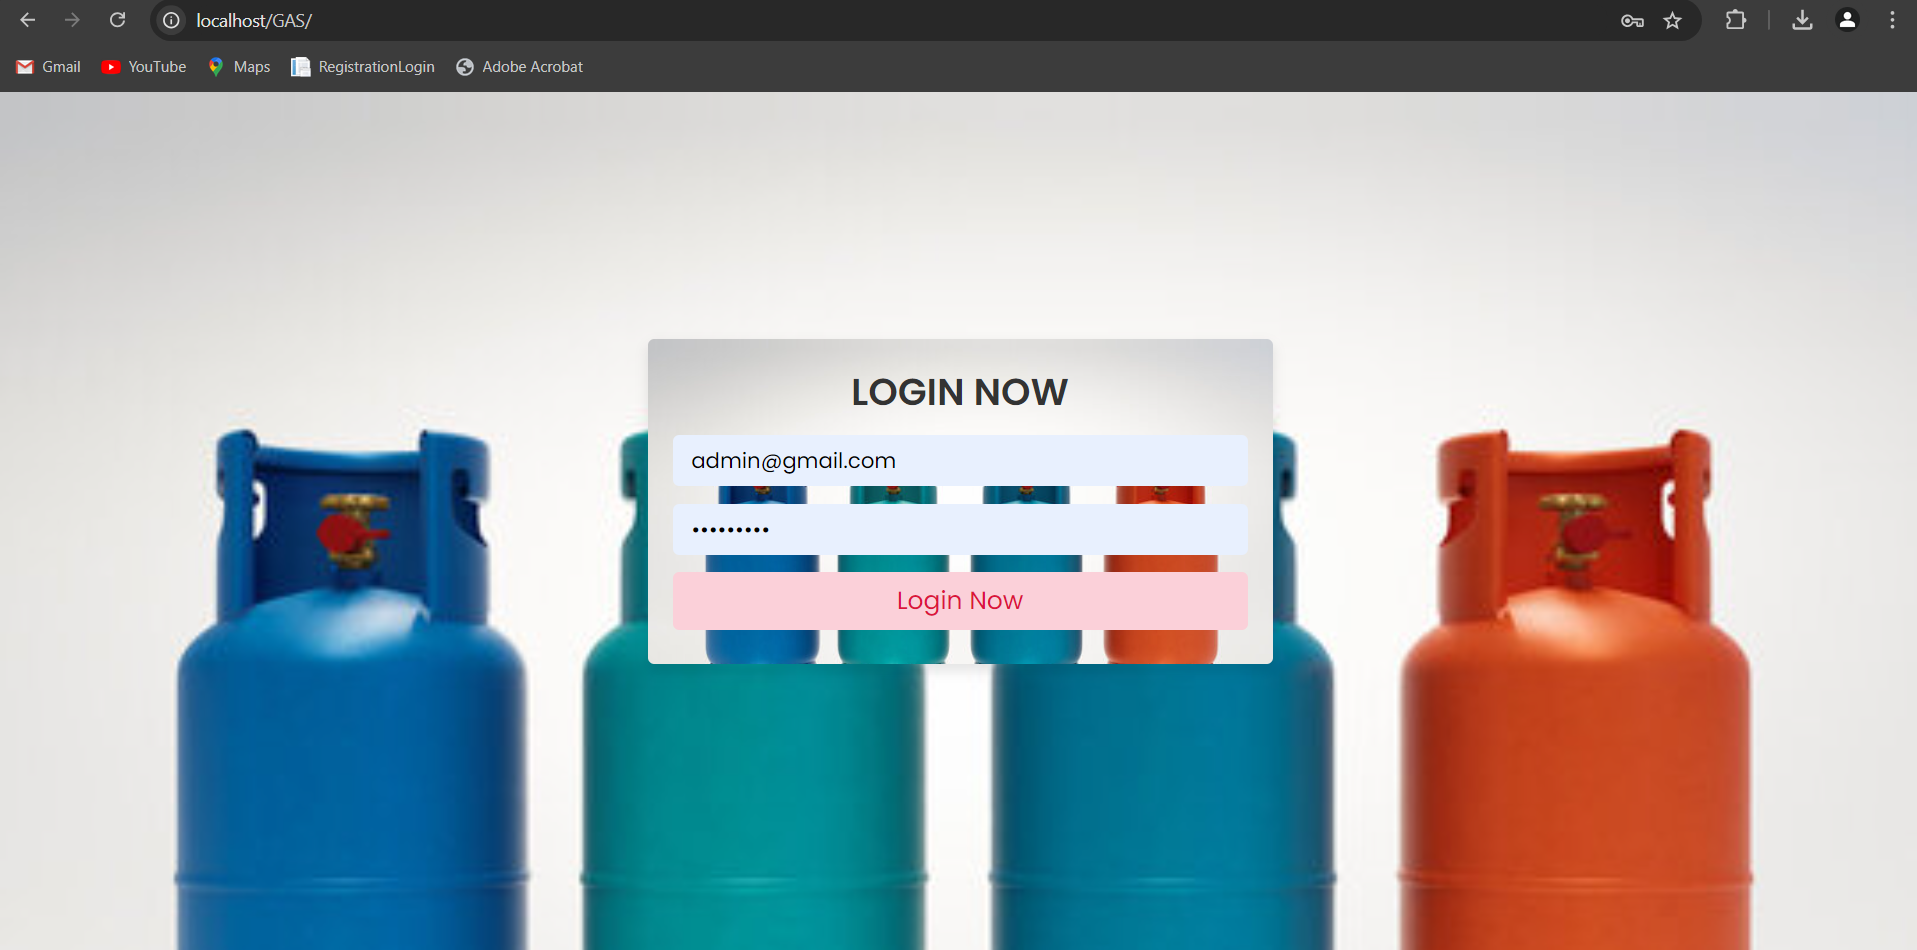 localhost/GAS/
Gmail YouTube Maps RegistrationLogin Adobe Acrobat
LOGIN NOW
admin@gmail.com
•••••••••
Login Now